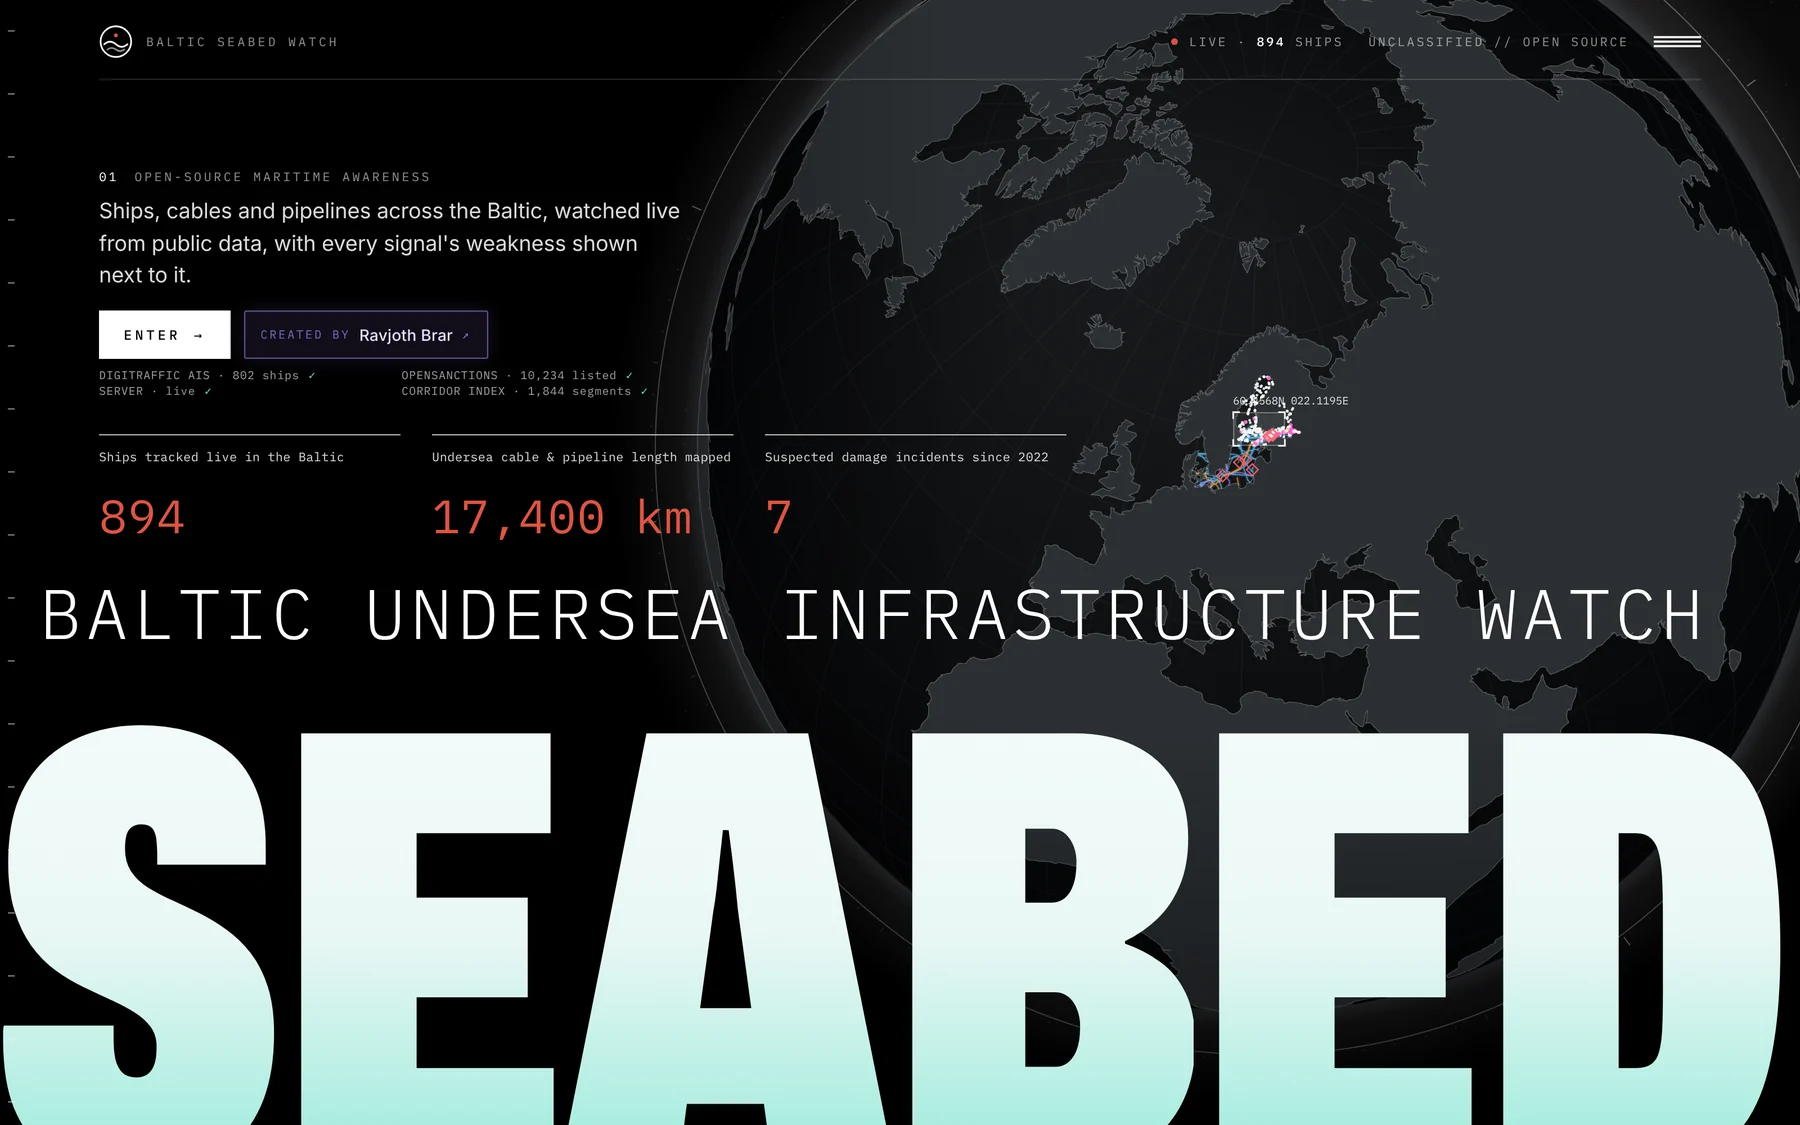 BALTIC SEABED WATCH
LIVE · 894 SHIPS UNCLASSIFIED // OPEN SOURCE
01 OPEN-SOURCE MARITIME AWARENESS
Ships, cables and pipelines across the Baltic, watched live
from public data, with every signal's weakness shown
next to it.
ENTER →
CREATED BY Ravjoth Brar ↗
DIGITRAFFIC AIS · 802 ships ✓
OPENSANCTIONS · 10,234 listed ✓
SERVER · live ✓
CORRIDOR INDEX · 1,844 segments ✓
022.1195E
Ships tracked live in the Baltic
Undersea cable & pipeline length mapped
Suspected damage incidents since 2022
894
17,400 km
7
BALTIC UNDERSEA INFRASTRUCTURE WATCH
SEABED